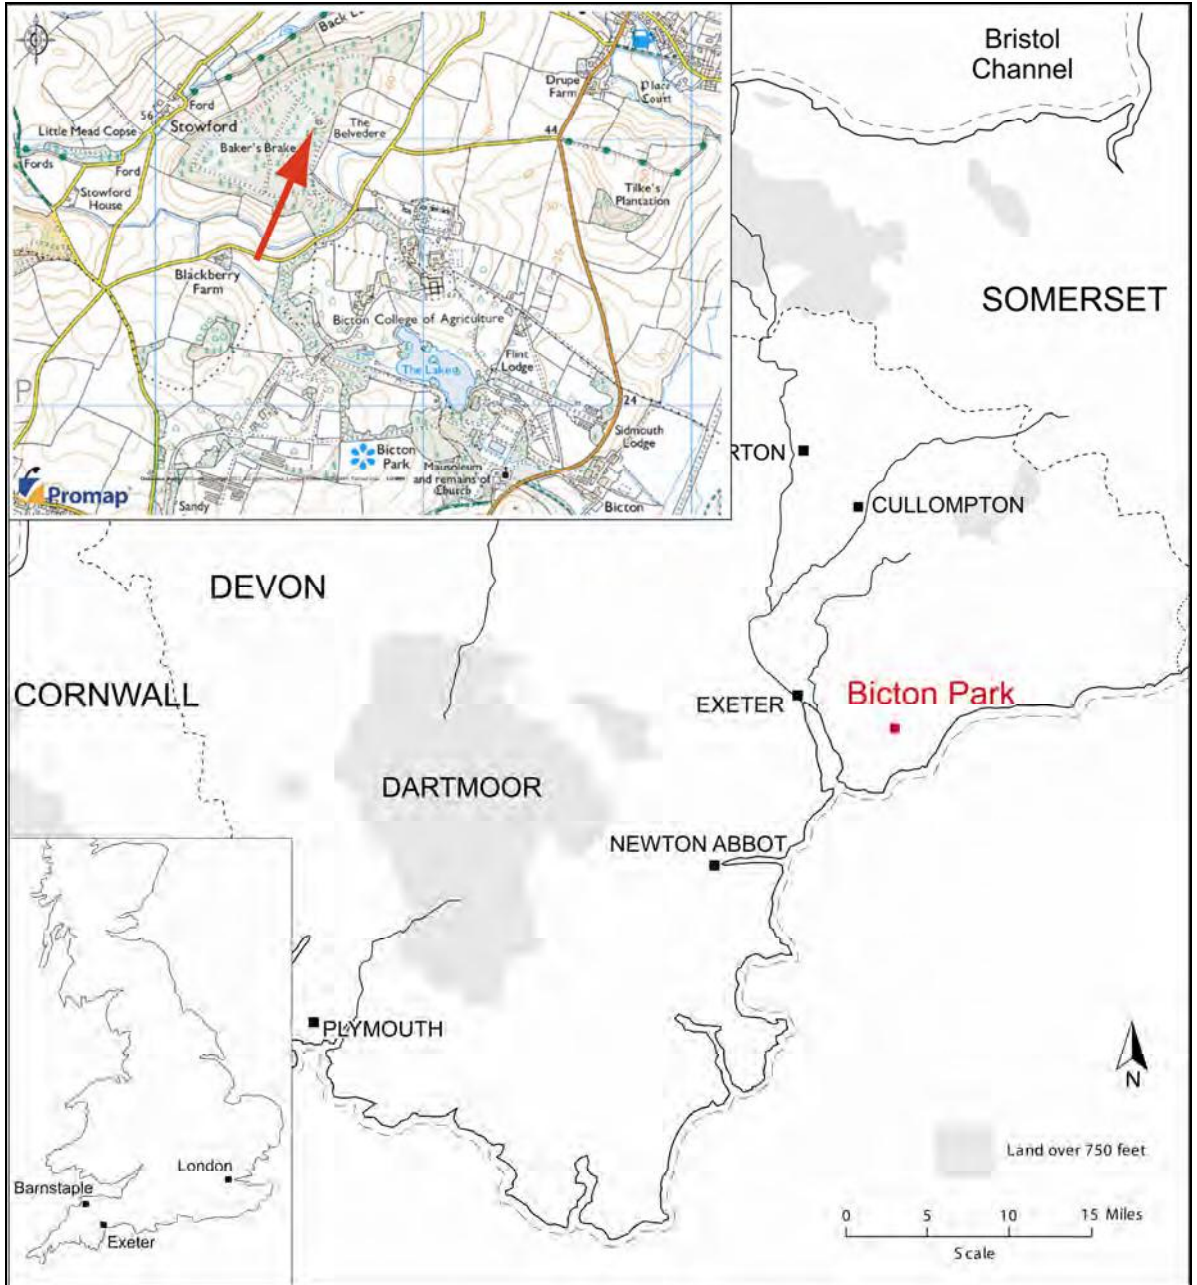 Back
Ford
56
Stowford
Little Mead Copse
Fords
Ford
Stowford
House
The
Belvedere
Baker's Brake
Drupe
Farm
Place
Court
44
Tilke's
Plantation
Blackberry
Farm
Bicton College of Agriculture
The Lake
Flint
Lodge
24
Sidmouth
Lodge
P
Bicton
Park
Mausoleum
and remains of
Church
Promap
Sandy
Bicton
Bristol
Channel
SOMERSET
RTON
CULLOMPTON
DEVON
CORNWALL
EXETER
Bicton Park
DARTMOOR
NEWTON ABBOT
PLYMOUTH
N
Land over 750 feet
0 5 10 15 Miles
Scale
London
Barnstaple
Exeter